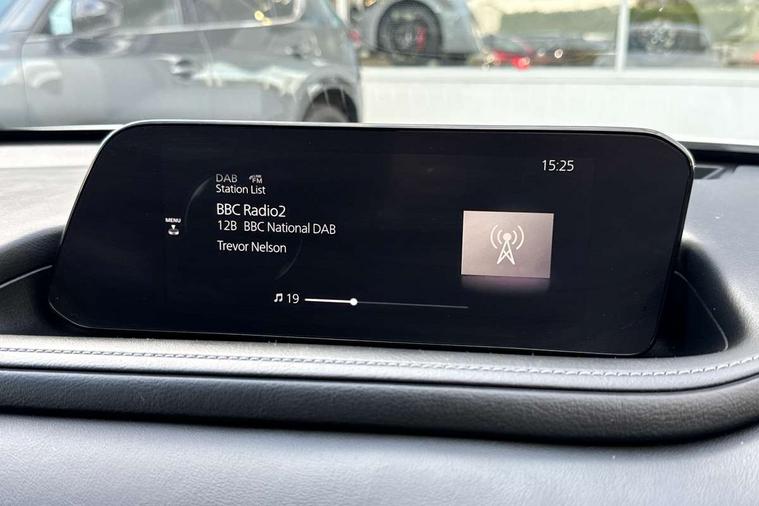 15:25
DAB FM
Station List
BBC Radio2
MENU
12B BBC National DAB
Trevor Nelson
19